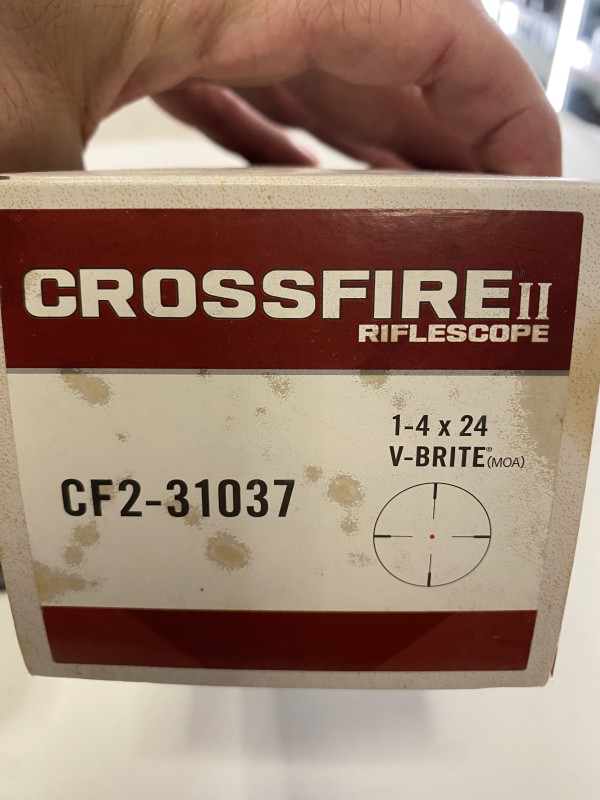 CROSSFIRE II
RIFLESCOPE
1-4 x 24
V-BRITE® (MOA)
CF2-31037